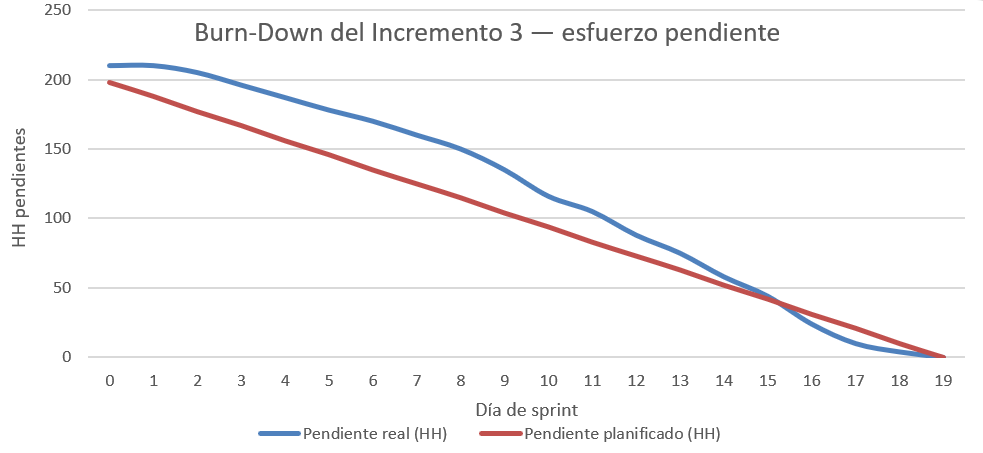 Burn-Down del Incremento 3 — esfuerzo pendiente
HH pendientes
250
200
150
100
50
0
0 1 2 3 4 5 6 7 8 9 10 11 12 13 14 15 16 17 18 19
Día de sprint
Pendiente real (HH) Pendiente planificado (HH)